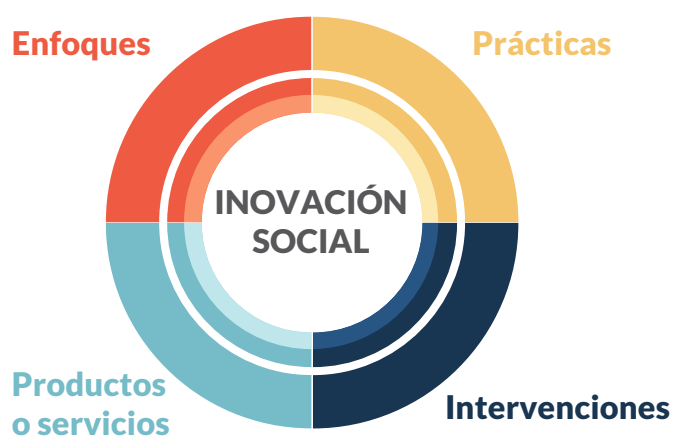 Enfoques
Prácticas
INOVACIÓN
SOCIAL
Productos
o servicios
Intervenciones